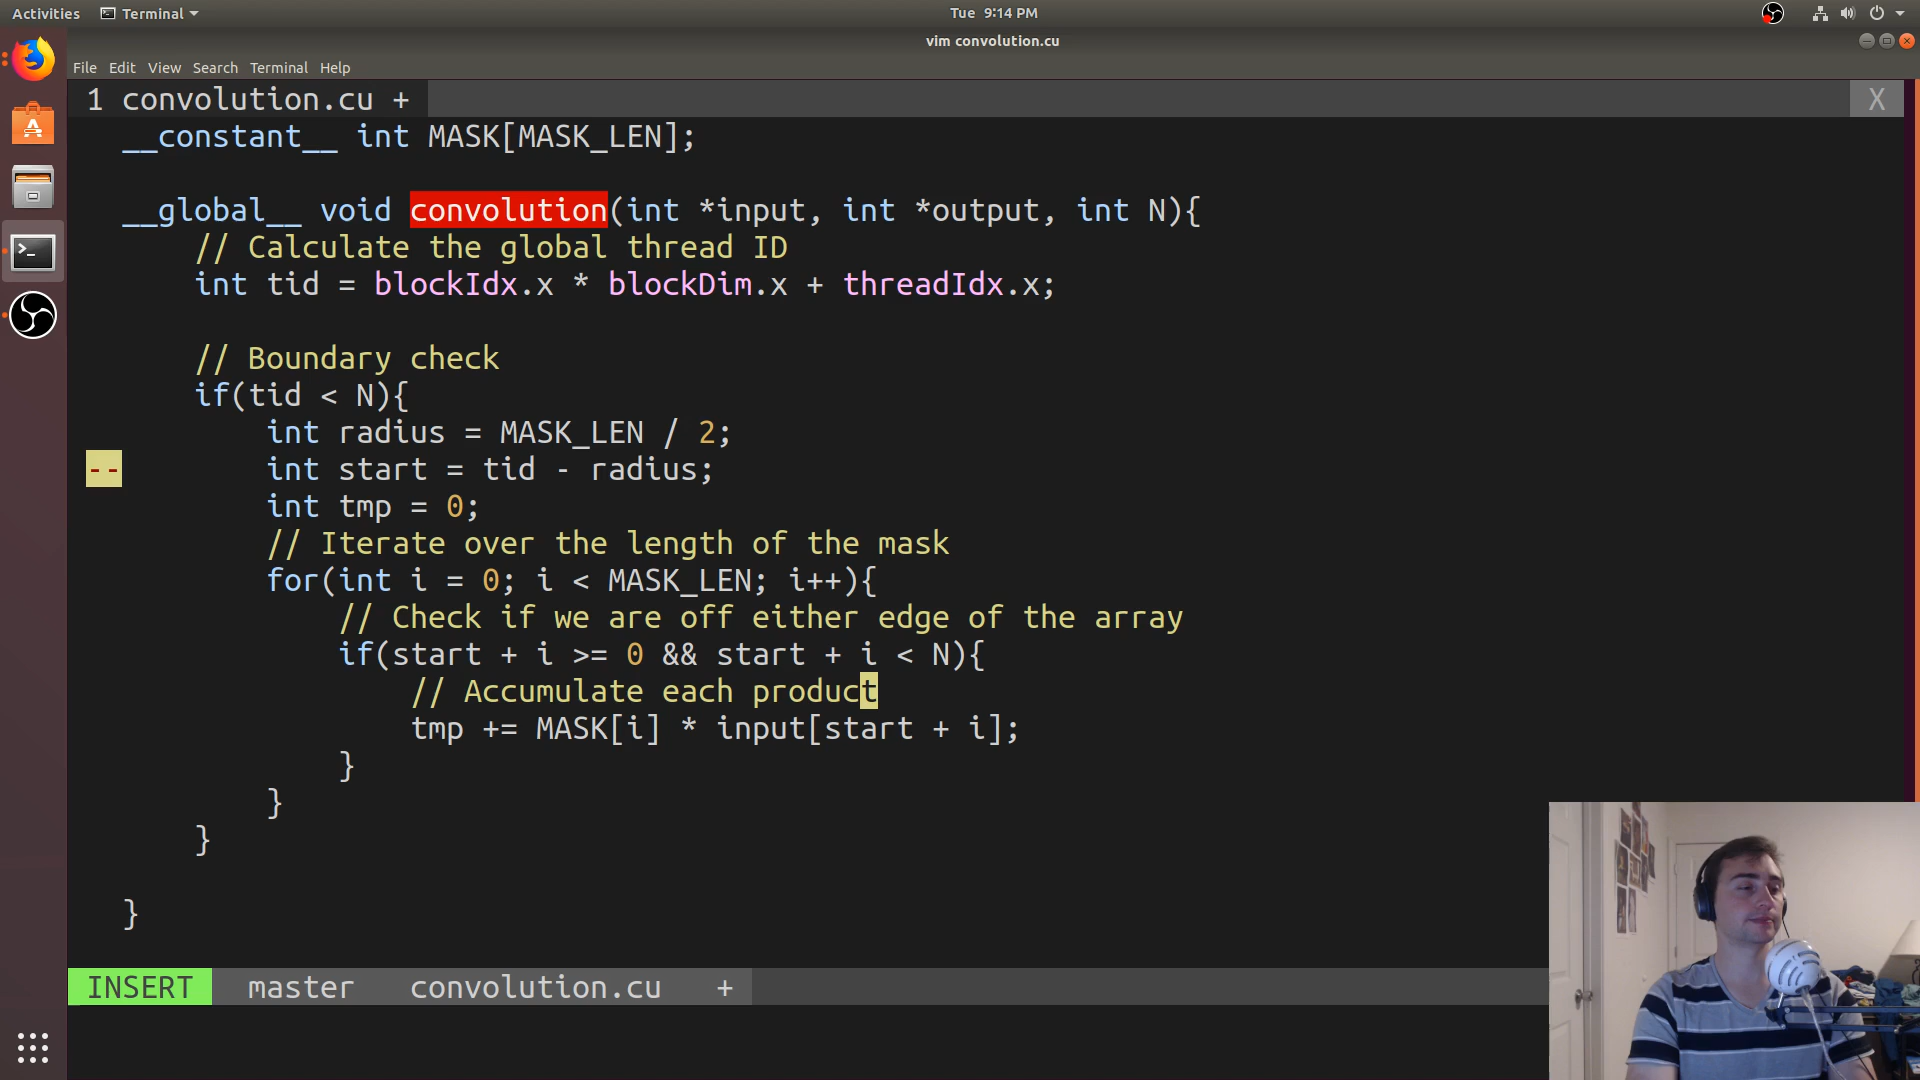 Activities
Terminal
Tue 9:14 PM
vim convolution.cu
File Edit View Search Terminal Help
1 convolution.cu +
X
__constant__ int MASK[MASK_LEN];
__global__ void convolution(int *input, int *output, int N){
// Calculate the global thread ID
int tid = blockIdx.x * blockDim.x + threadIdx.x;
// Boundary check
if(tid < N){
int radius = MASK_LEN / 2;
-- int start = tid - radius;
int tmp = 0;
// Iterate over the length of the mask
for(int i = 0; i < MASK_LEN; i++){
// Check if we are off either edge of the array
if(start + i >= 0 && start + i < N){
// Accumulate each product
tmp += MASK[i] * input[start + i];
}
}
}
}
INSERT master convolution.cu +